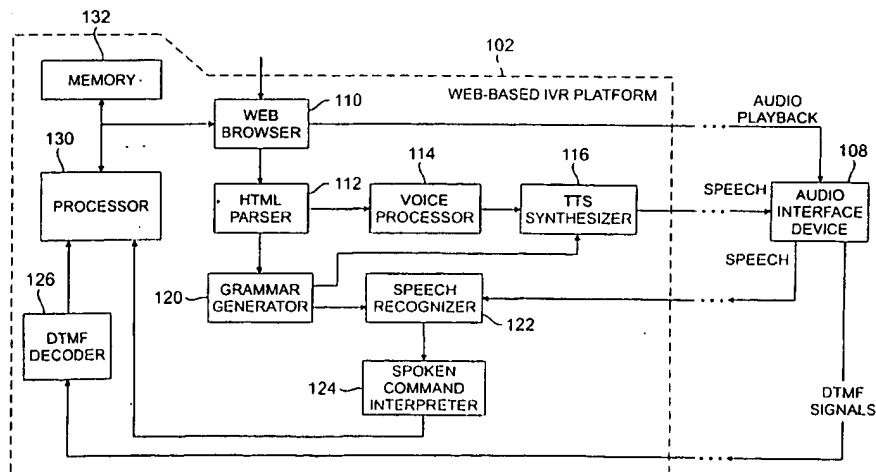 132
102
MEMORY
WEB-BASED IVR PLATFORM
110
WEB
BROWSER
AUDIO
PLAYBACK
130
PROCESSOR
112
HTML
PARSER
114
VOICE
PROCESSOR
116
TTS
SYNTHESIZER
SPEECH
108
AUDIO
INTERFACE
DEVICE
SPEECH
126
DTMF
DECODER
120
GRAMMAR
GENERATOR
SPEECH
RECOGNIZER
122
124
SPOKEN
COMMAND
INTERPRETER
DTMF
SIGNALS